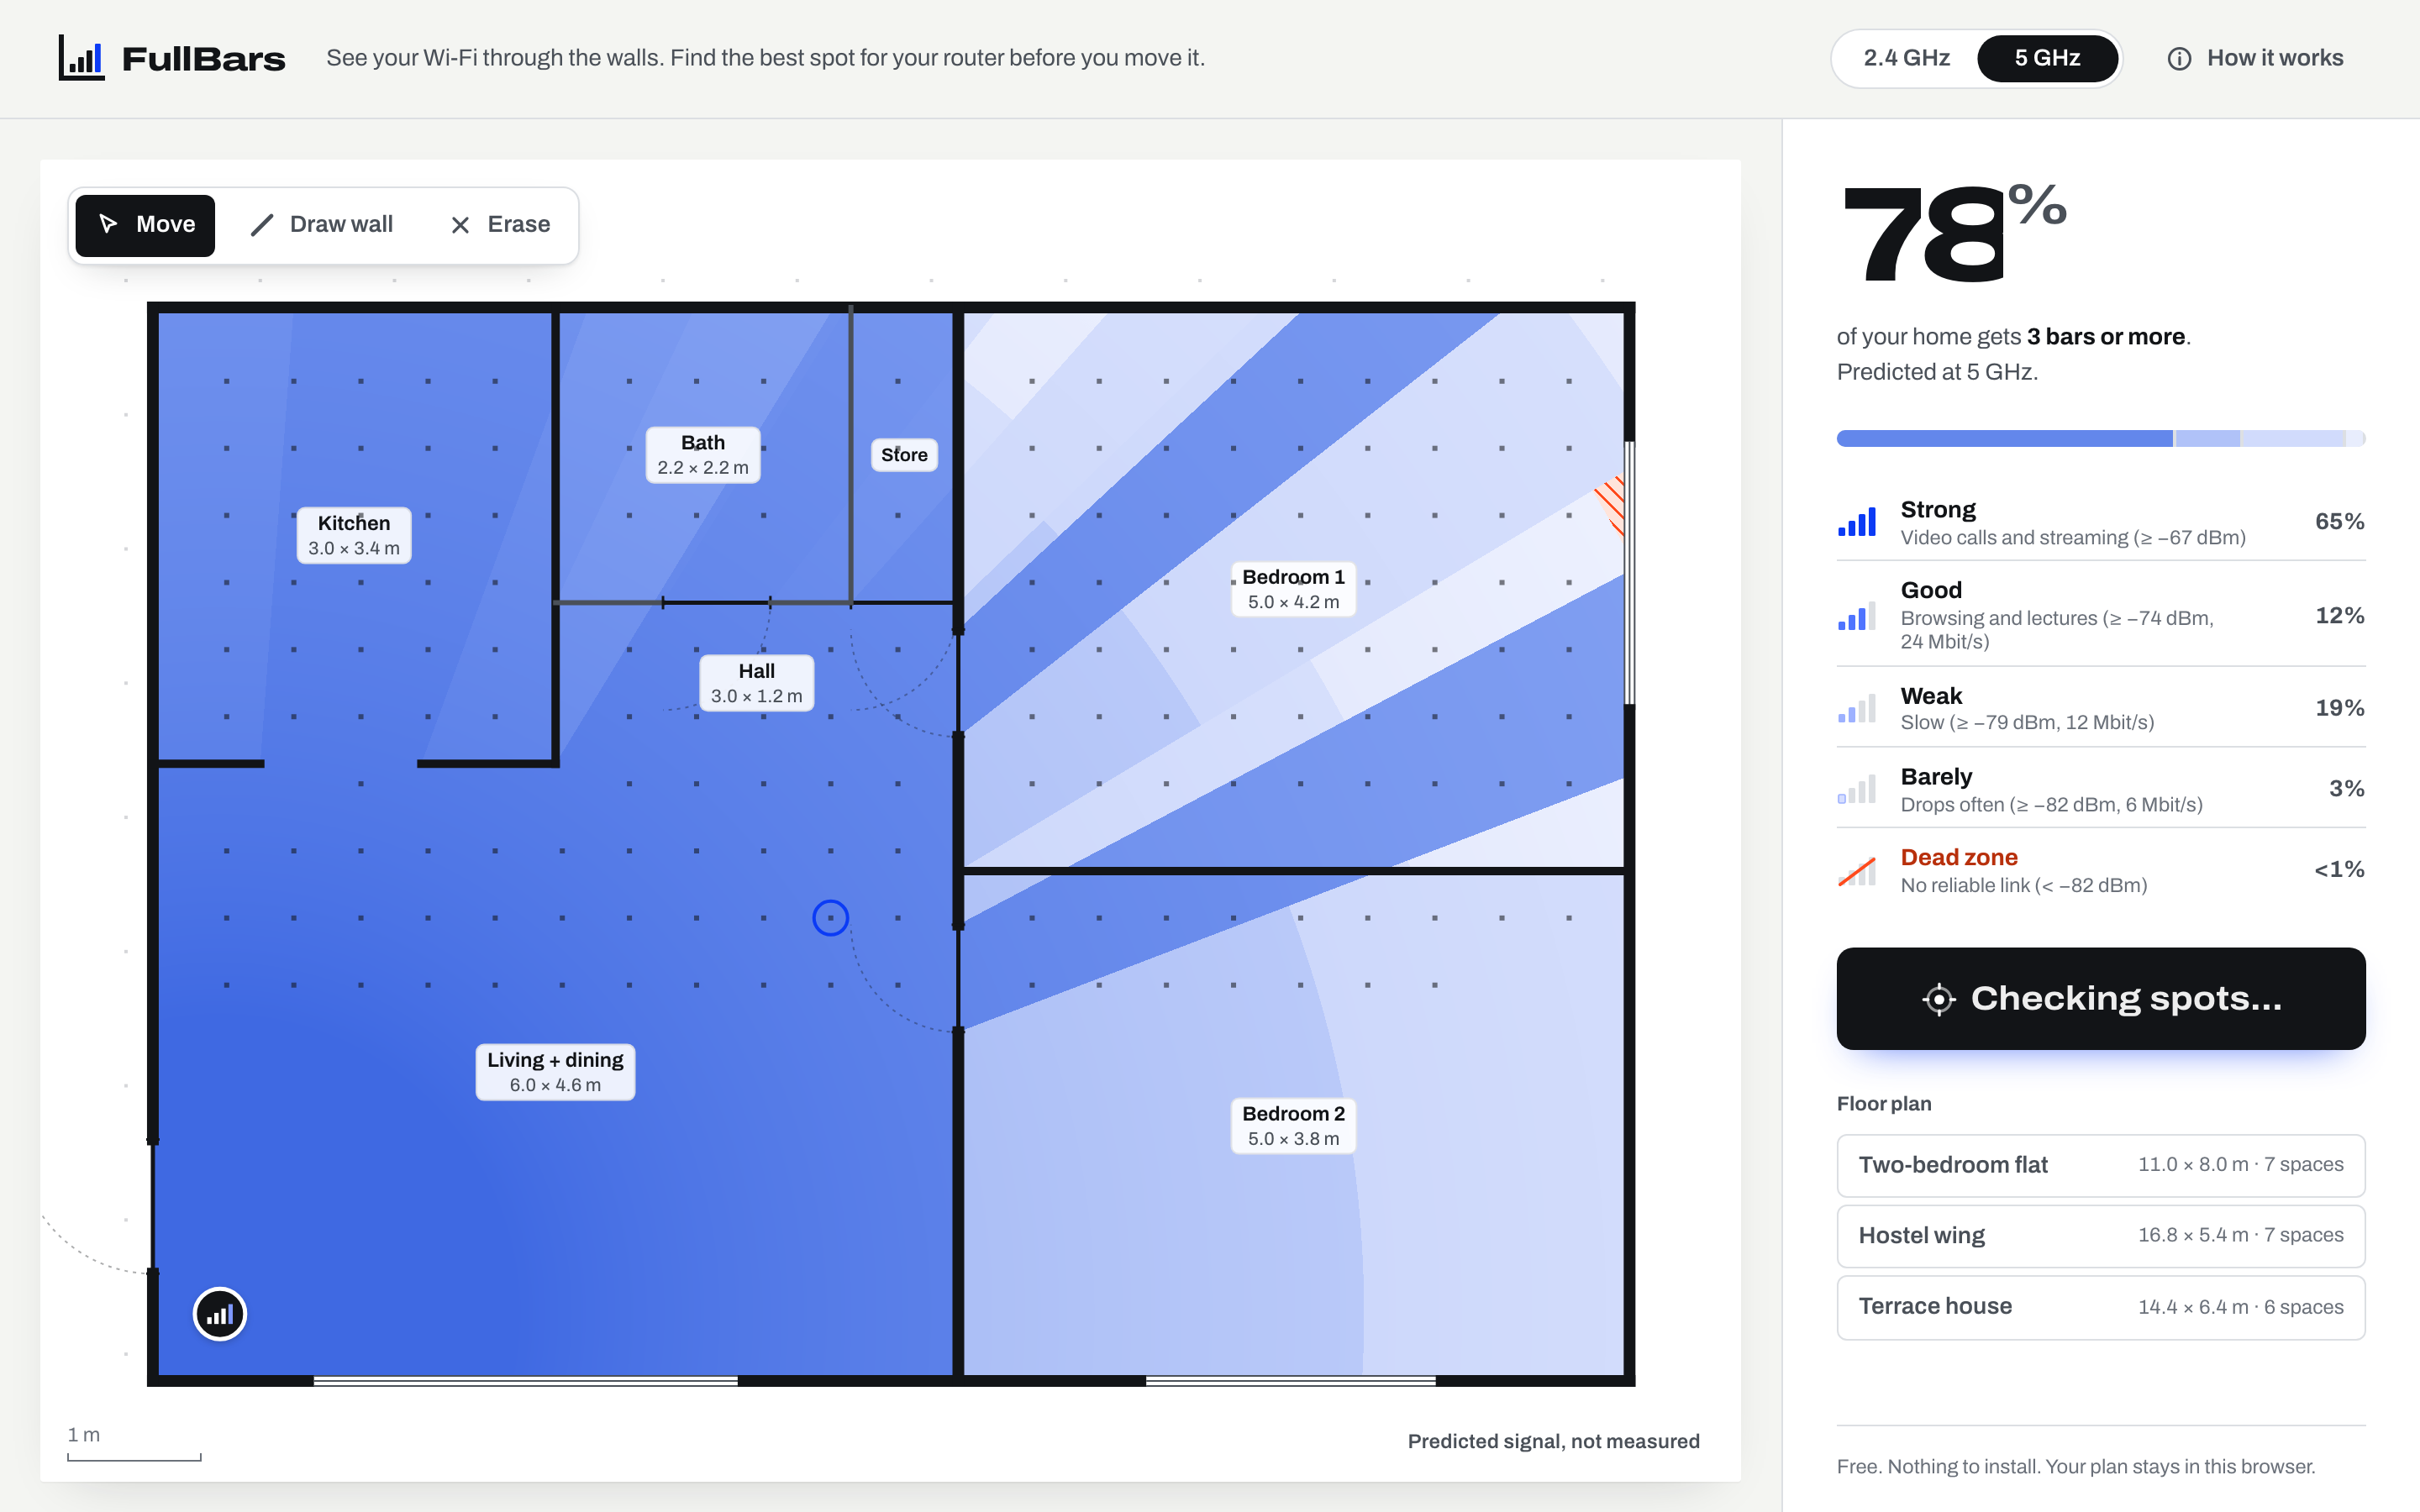 FullBars
See your Wi-Fi through the walls. Find the best spot for your router before you move it.
2.4 GHz
5 GHz
How it works
Move
Draw wall
Erase
Kitchen
3.0 × 3.4 m
Bath
2.2 × 2.2 m
Store
Hall
3.0 × 1.2 m
Bedroom 1
5.0 × 4.2 m
Living + dining
6.0 × 4.6 m
Bedroom 2
5.0 × 3.8 m
1 m
Predicted signal, not measured
78%
of your home gets 3 bars or more.
Predicted at 5 GHz.
Strong
Video calls and streaming (≥ −67 dBm)
65%
Good
Browsing and lectures (≥ −74 dBm,
24 Mbit/s)
12%
Weak
Slow (≥ −79 dBm, 12 Mbit/s)
19%
Barely
Drops often (≥ −82 dBm, 6 Mbit/s)
3%
Dead zone
No reliable link (< −82 dBm)
<1%
Checking spots...
Floor plan
Two-bedroom flat
11.0 × 8.0 m · 7 spaces
Hostel wing
16.8 × 5.4 m · 7 spaces
Terrace house
14.4 × 6.4 m · 6 spaces
Free. Nothing to install. Your plan stays in this browser.